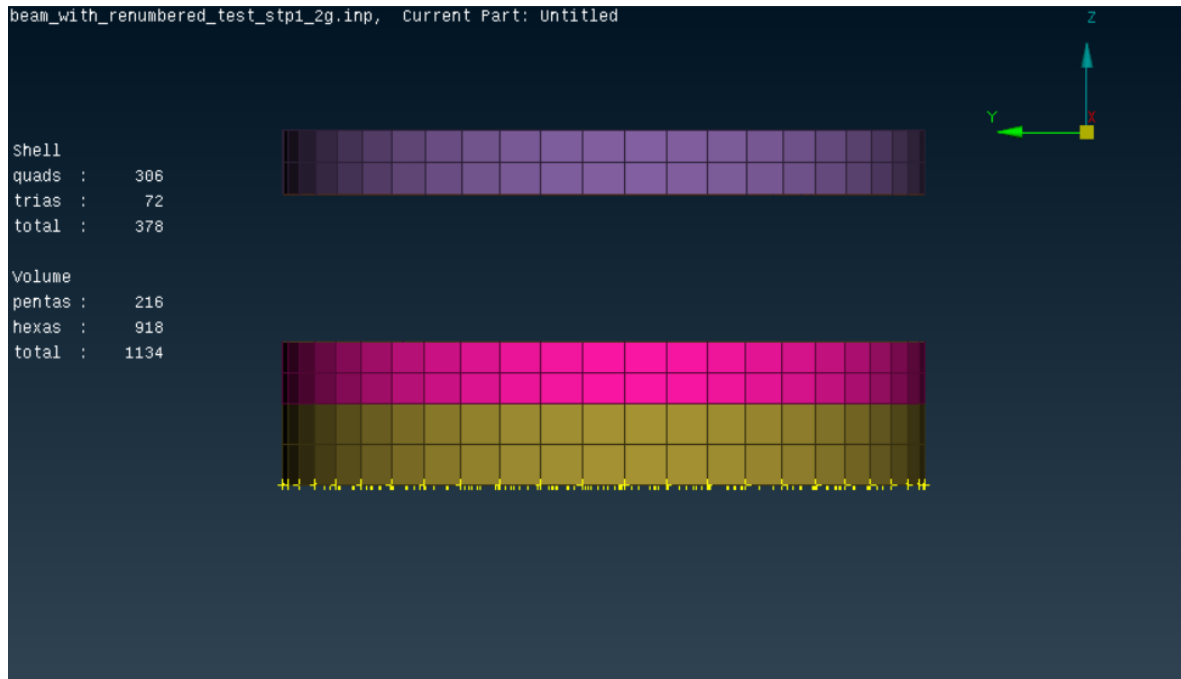 beam_with_renumbered_test_stp1_2g.inp,  Current Part: Untitled
Z
Y
X
Shell
quads :    306
trias :     72
total :    378
Volume
pentas :    216
hexas :    918
total :   1134